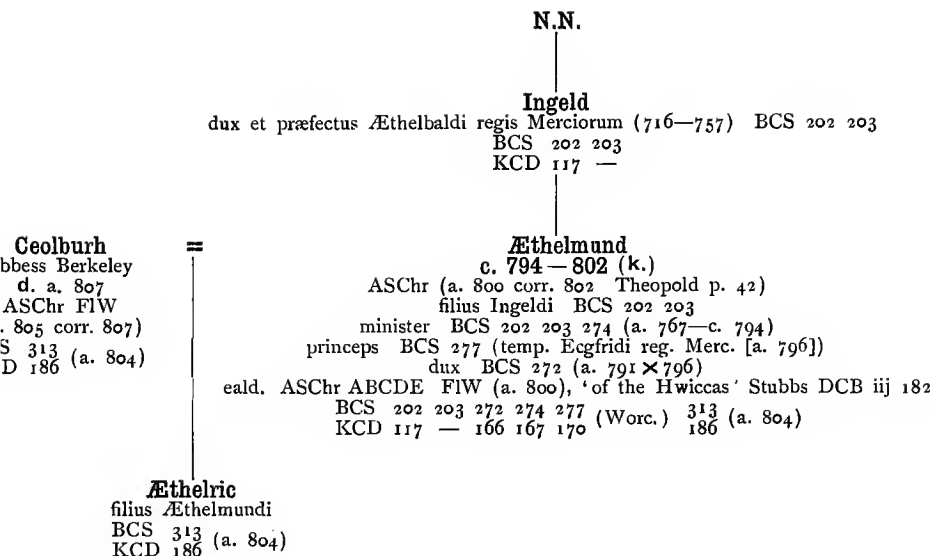 N.N.
Ingeld
dux et præfectus Æthelbaldi regis Merciorum (716—757) BCS 202 203
BCS 202 203
KCD 117 —
Ceolburh
bbess Berkeley
d. a. 807
ASChr FlW
. 805 corr. 807)
S 313
D 186 (a. 804)
=
Æthelmund
c. 794—802 (k.)
ASChr (a. 800 corr. 802 Theopold p. 42)
filius Ingeldi BCS 202 203
minister BCS 202 203 274 (a. 767—c. 794)
princeps BCS 277 (temp. Ecgfridi reg. Merc. [a. 796])
dux BCS 272 (a. 791 × 796)
eald. ASChr ABCDE FlW (a. 800), ‘of the Hwiccas’ Stubbs DCB iij 182
BCS 202 203 272 274 277 (Worc.) 313 (a. 804)
KCD 117 — 166 167 170 186
Æthelric
filius Æthelmundi
BCS 313
KCD 186 (a. 804)